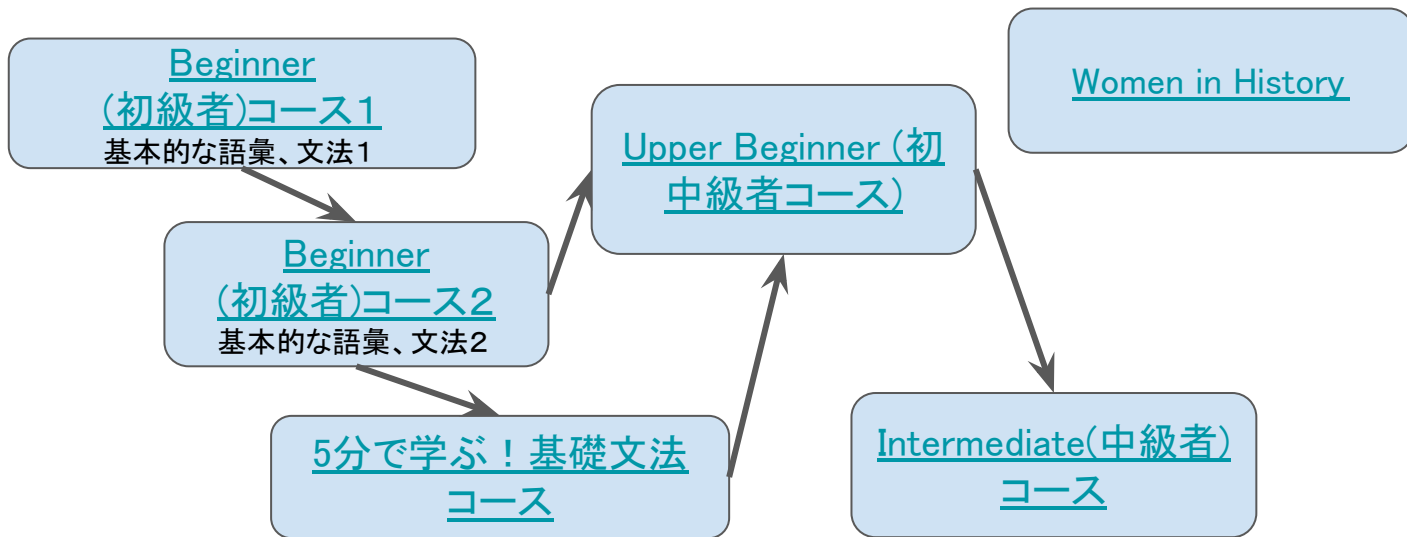 Beginner
(初級者)コース1
基本的な語彙、文法１
Beginner
(初級者)コース２
基本的な語彙、文法２
5分で学ぶ！基礎文法
コース
Upper Beginner (初
中級者コース)
Intermediate(中級者)
コース
Women in History